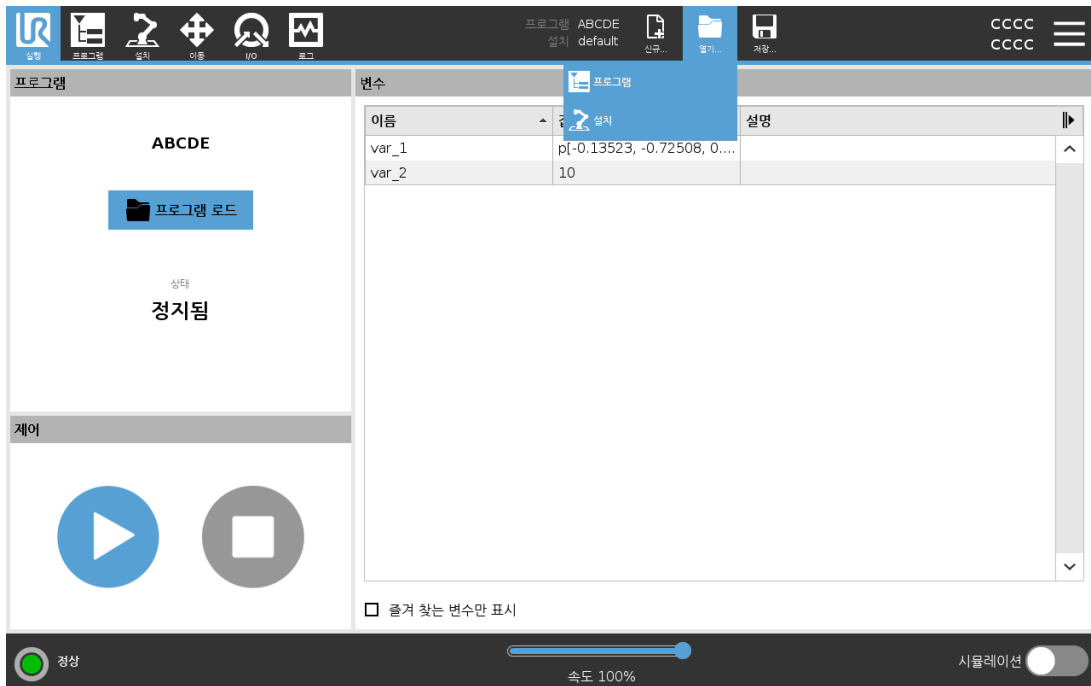 UR
실행
프로그램
설치
이동
I/O
로그
프로그램 ABCDE
설치 default
신규...
열기...
저장...
CCCC
CCCC
프로그램
설치
프로그램
ABCDE
프로그램 로드
상태
정지됨
제어
변수
이름
설명
var_1 p[-0.13523, -0.72508, 0....
var_2 10
즐겨 찾는 변수만 표시
정상
속도 100%
시뮬레이션